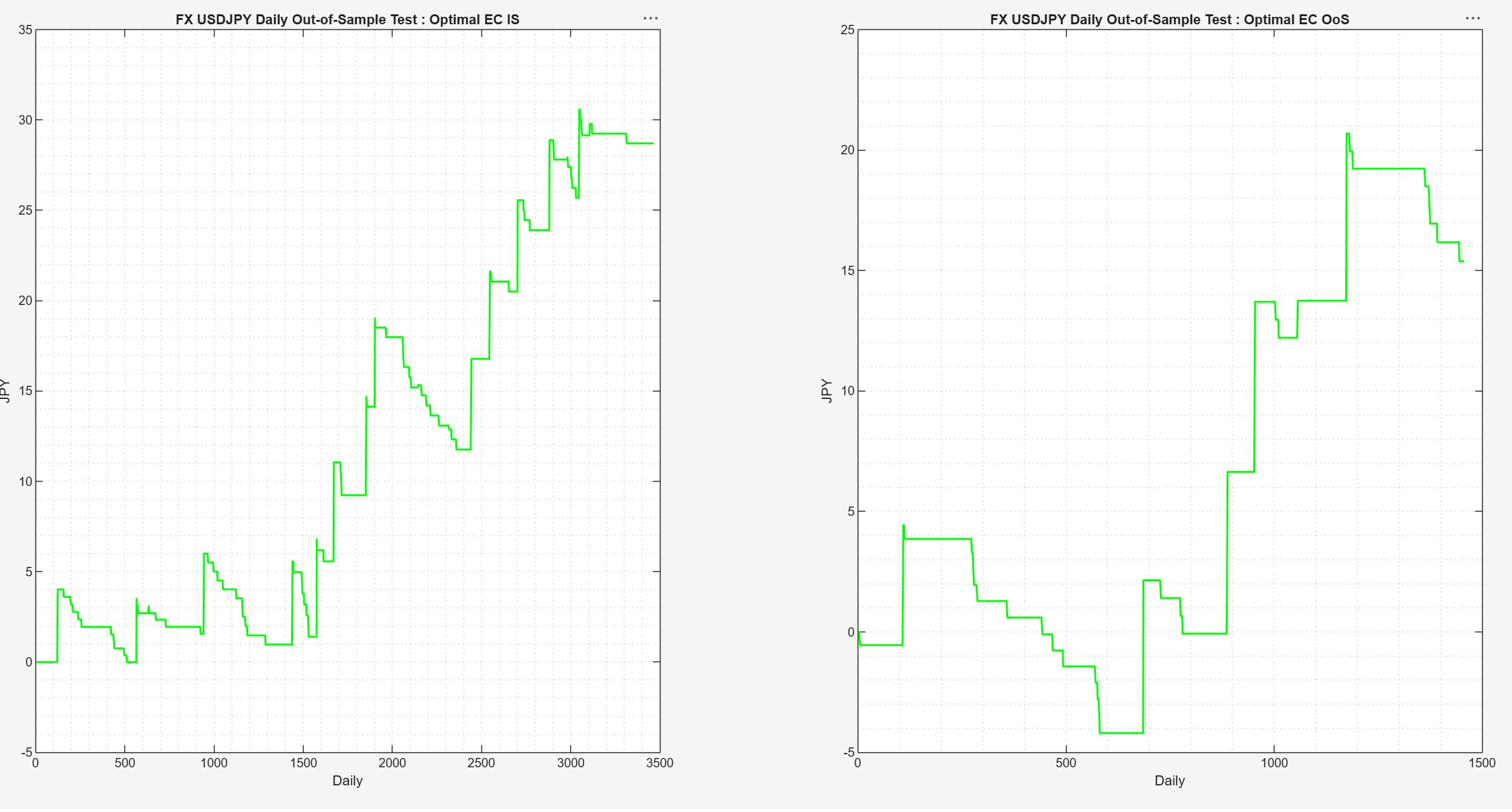 FX USDJPY Daily Out-of-Sample Test : Optimal EC IS
35
30
25
20
15
10
5
0
-5
JPY
0 500 1000 1500 2000 2500 3000 3500
Daily
FX USDJPY Daily Out-of-Sample Test : Optimal EC OoS
25
20
15
10
5
0
-5
JPY
0 500 1000 1500
Daily